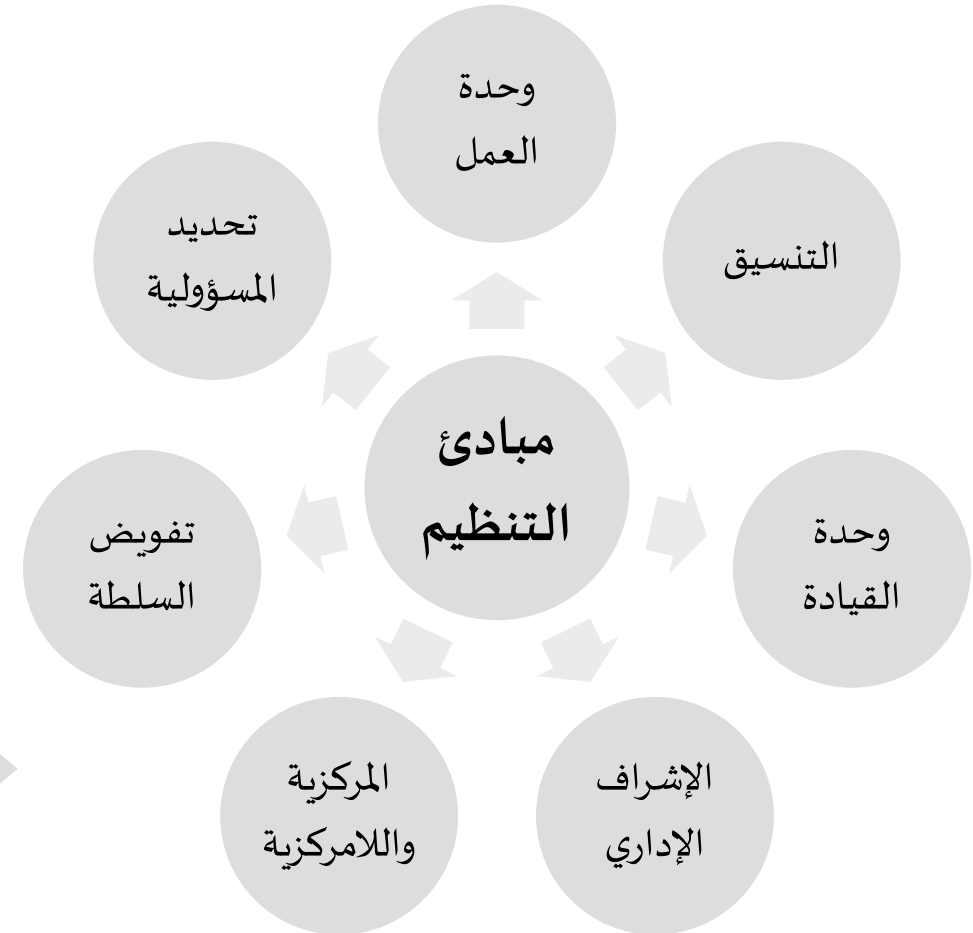 مبادئ
التنظيم
وحدة
العمل
التنسيق
وحدة
القيادة
الإشراف
الإداري
المركزية
واللامركزية
تفويض
السلطة
تحديد
المسؤولية